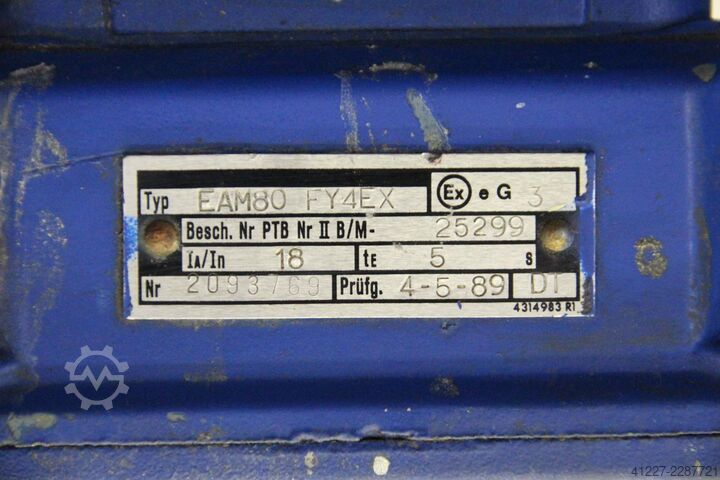 Typ EAM80 FY4EX Ex e G 3
Besch. Nr PTB Nr II B/M- 25299
IA/In 18 tE 5 s
Nr 2093769 Prüfg. 4-5-89 DT
4314983 R1
41227-2287721